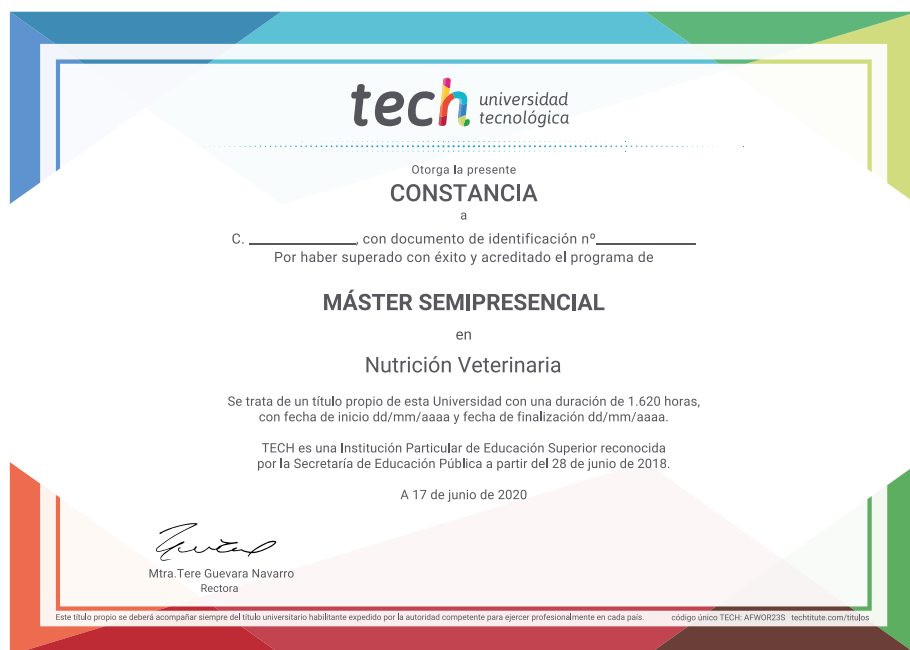 tech universidad
tecnológica
Otorga la presente
CONSTANCIA
a
C. ____________, con documento de identificación nº____________
Por haber superado con éxito y acreditado el programa de
MÁSTER SEMIPRESENCIAL
en
Nutrición Veterinaria
Se trata de un título propio de esta Universidad con una duración de 1.620 horas,
con fecha de inicio dd/mm/aaaa y fecha de finalización dd/mm/aaaa.
TECH es una Institución Particular de Educación Superior reconocida
por la Secretaría de Educación Pública a partir del 28 de junio de 2018.
A 17 de junio de 2020
Mtra.Tere Guevara Navarro
Rectora
Este título propio se deberá acompañar siempre del título universitario habilitante expedido por la autoridad competente para ejercer profesionalmente en cada país. código único TECH: AFWOR23S techtitute.com/titulos